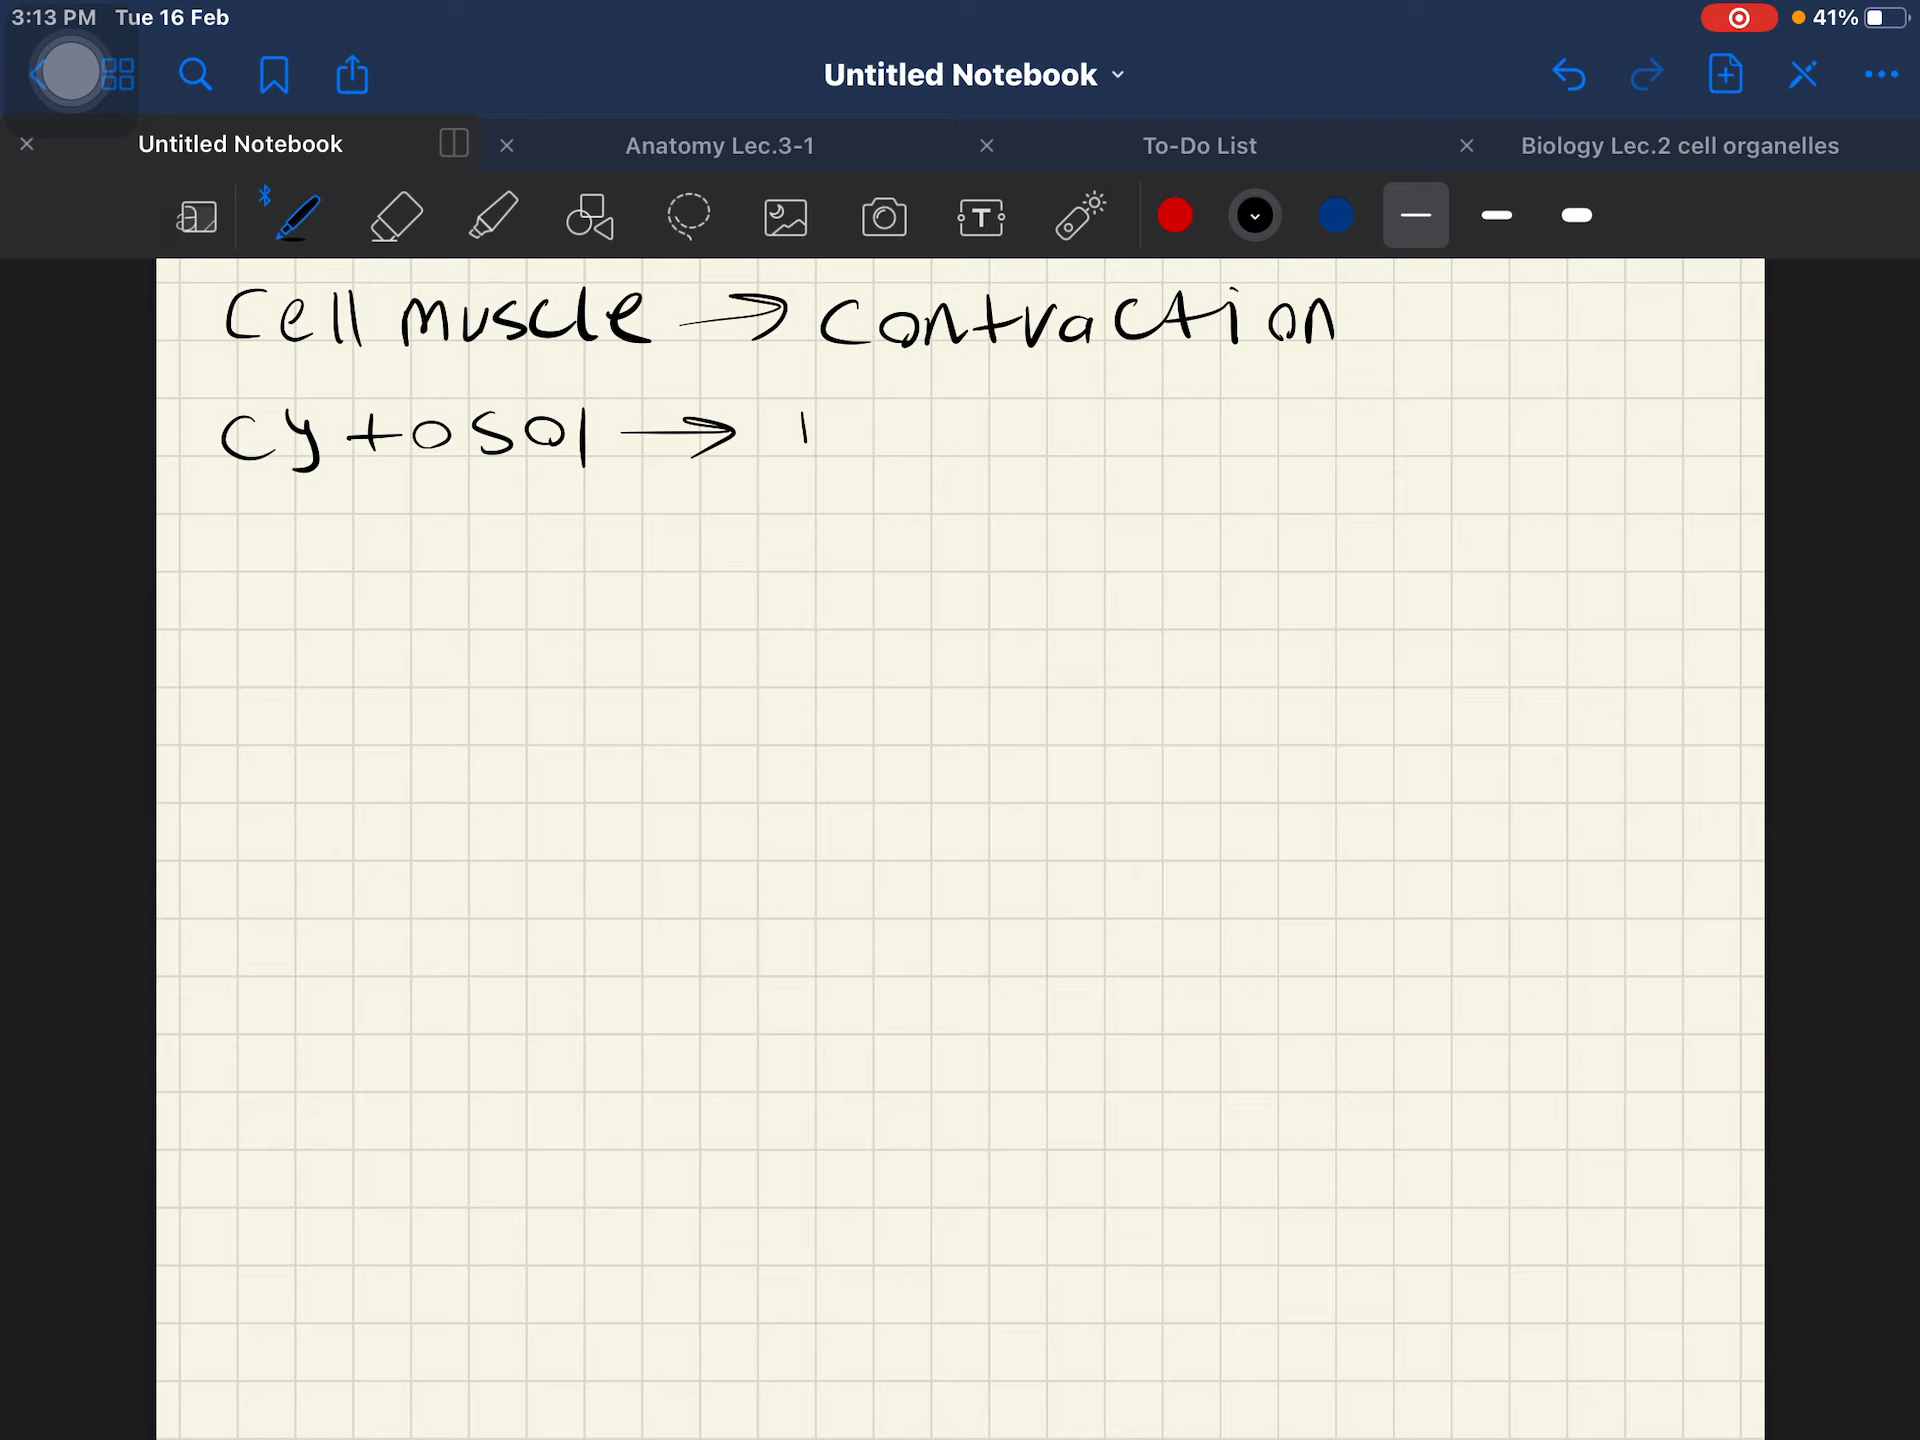 3:13 PM Tue 16 Feb 41%
Untitled Notebook
Untitled Notebook Anatomy Lec.3-1 To-Do List Biology Lec.2 cell organelles
Cell muscle → Contraction
Cytosol →